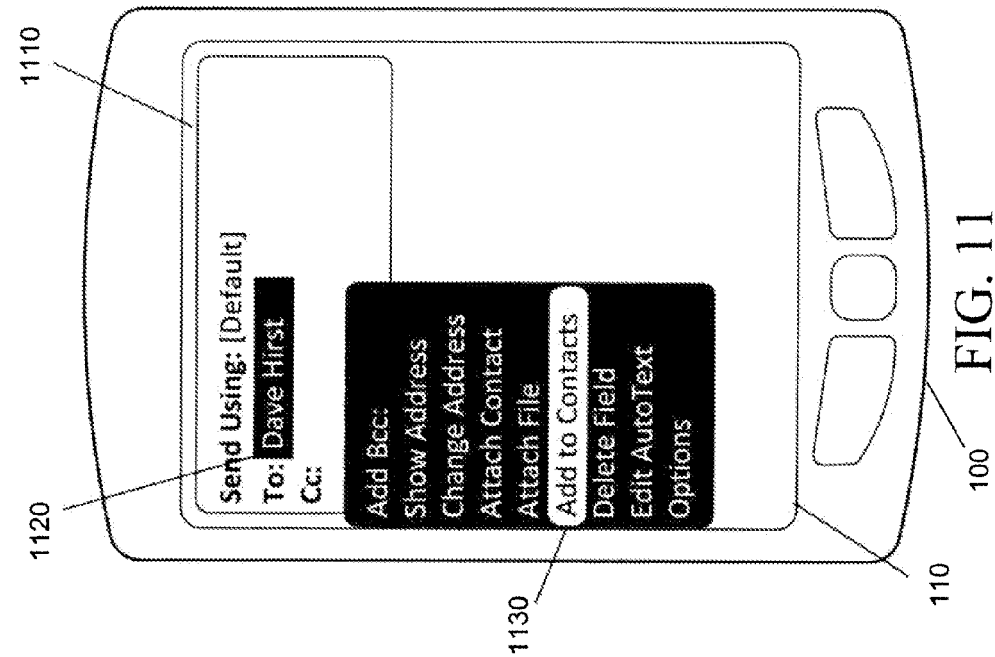 1110
1120
Send Using: [Default]
To: Dave Hirst
Cc:
Add Bcc:
Show Address
Change Address
Attach Contact
Attach File
Add to Contacts
Delete Field
Edit AutoText
Options
1130
110
100
FIG. 11